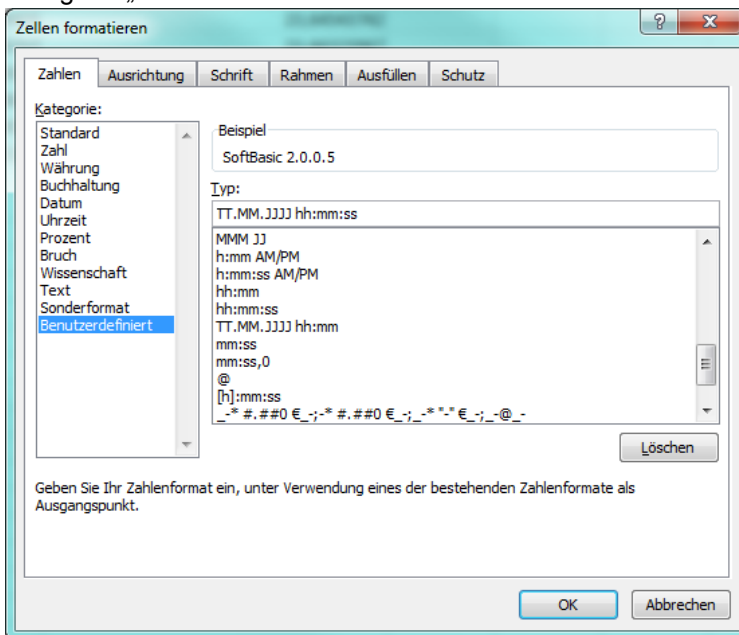 Zellen formatieren
Zahlen Ausrichtung Schrift Rahmen Ausfüllen Schutz
Kategorie:
Standard
Zahl
Währung
Buchhaltung
Datum
Uhrzeit
Prozent
Bruch
Wissenschaft
Text
Sonderformat
Benutzerdefiniert
Beispiel
SoftBasic 2.0.0.5
Typ:
TT.MM.JJJJ hh:mm:ss
MMM JJ
h:mm AM/PM
h:mm:ss AM/PM
hh:mm
hh:mm:ss
TT.MM.JJJJ hh:mm
mm:ss
mm:ss,0
@
[h]:mm:ss
_-* #.##0 €_-;-* #.##0 €_-;_-* "-" €_-;_-@_-
Löschen
Geben Sie Ihr Zahlenformat ein, unter Verwendung eines der bestehenden Zahlenformate als
Ausgangspunkt.
OK Abbrechen